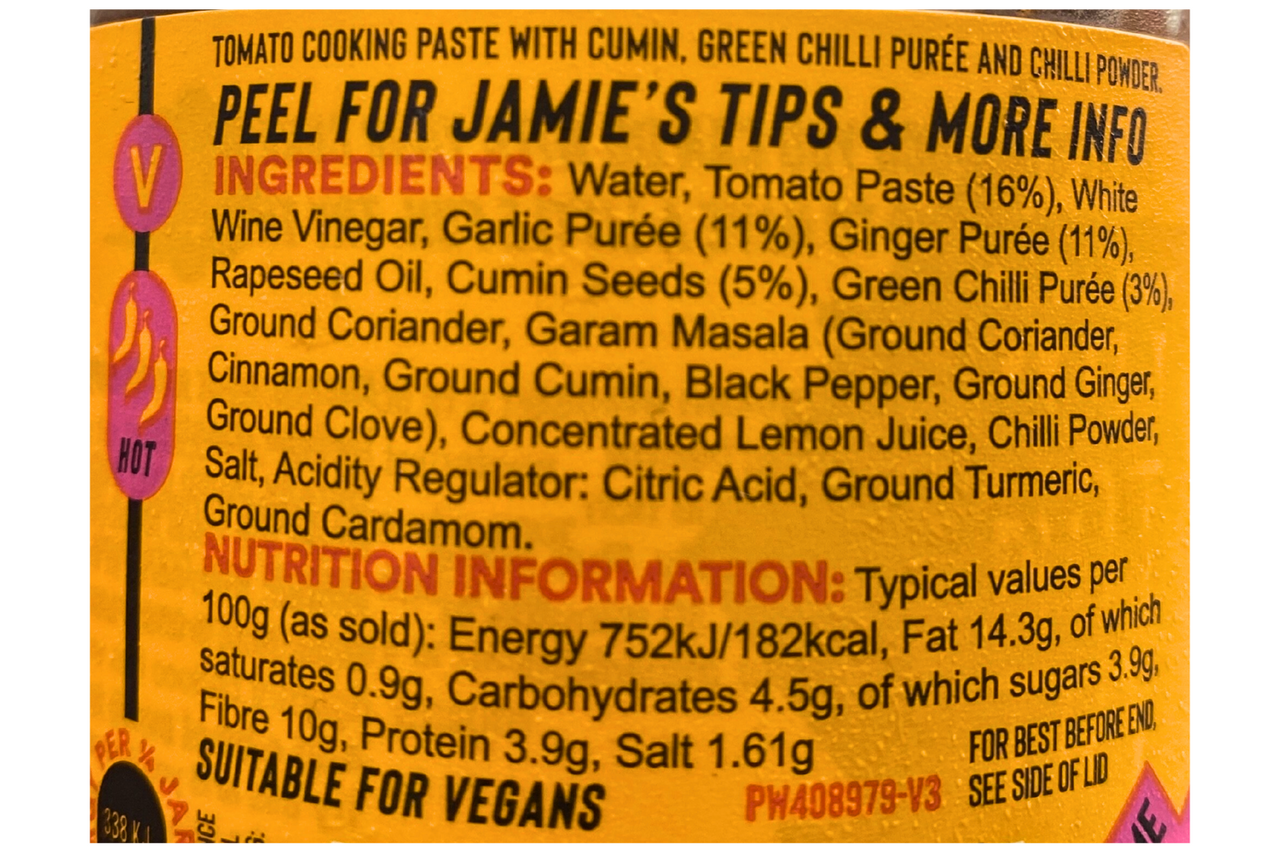 TOMATO COOKING PASTE WITH CUMIN, GREEN CHILLI PURÉE AND CHILLI POWDER.
PEEL FOR JAMIE'S TIPS & MORE INFO
INGREDIENTS: Water, Tomato Paste (16%), White
Wine Vinegar, Garlic Purée (11%), Ginger Purée (11%),
Rapeseed Oil, Cumin Seeds (5%), Green Chilli Purée (3%),
Ground Coriander, Garam Masala (Ground Coriander,
Cinnamon, Ground Cumin, Black Pepper, Ground Ginger,
Ground Clove), Concentrated Lemon Juice, Chilli Powder,
Salt, Acidity Regulator: Citric Acid, Ground Turmeric,
Ground Cardamom.
NUTRITION INFORMATION: Typical values per
100g (as sold): Energy 752kJ/182kcal, Fat 14.3g, of which
saturates 0.9g, Carbohydrates 4.5g, of which sugars 3.9g,
Fibre 10g, Protein 3.9g, Salt 1.61g
SUITABLE FOR VEGANS
PW408979-V3
FOR BEST BEFORE END,
SEE SIDE OF LID
V
HOT
PER ¼ JAR
338 KJ